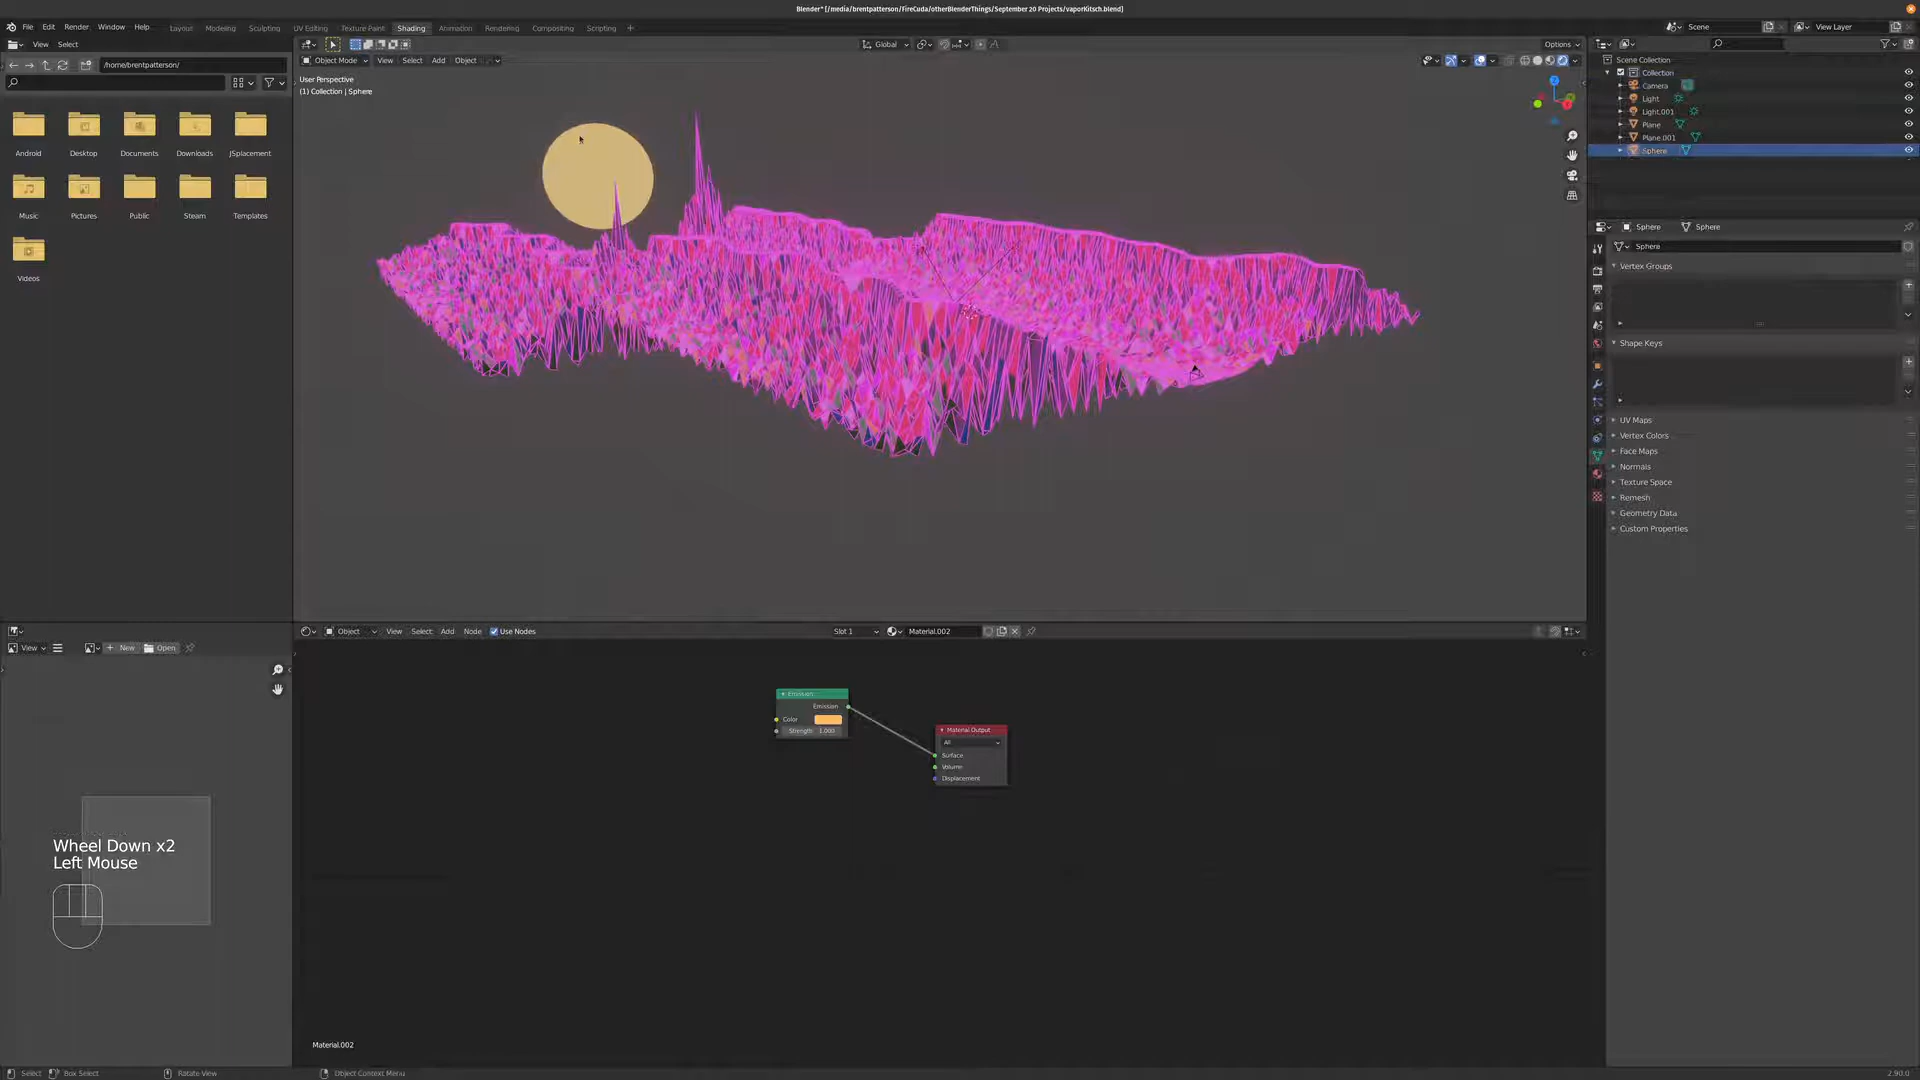 Blender* [/media/brentpatterson/FireCuda/otherBlenderThings/September 20 Projects/vaporKitsch.blend]
File Edit Render Window Help
Layout Modeling Sculpting UV Editing Texture Paint Shading Animation Rendering Compositing Scripting +
Scene
View Layer
View Select
Global
Options
/home/brentpatterson/
Object Mode View Select Add Object
User Perspective
(1) Collection | Sphere
Android
Desktop
Documents
Downloads
JSplacement
Music
Pictures
Public
Steam
Templates
Videos
Scene Collection
Collection
Camera
Light
Light.001
Plane
Plane.001
Sphere
Sphere Sphere
Sphere
Vertex Groups
Shape Keys
UV Maps
Vertex Colors
Face Maps
Normals
Texture Space
Remesh
Geometry Data
Custom Properties
Object View Select Add Node Use Nodes Slot 1 Material.002
View + New Open
Emission
Emission
Color
Strength 1.000
Material Output
All
Surface
Volume
Displacement
Wheel Down x2
Left Mouse
Material.002
Select Box Select Rotate View Object Context Menu 2.90.0